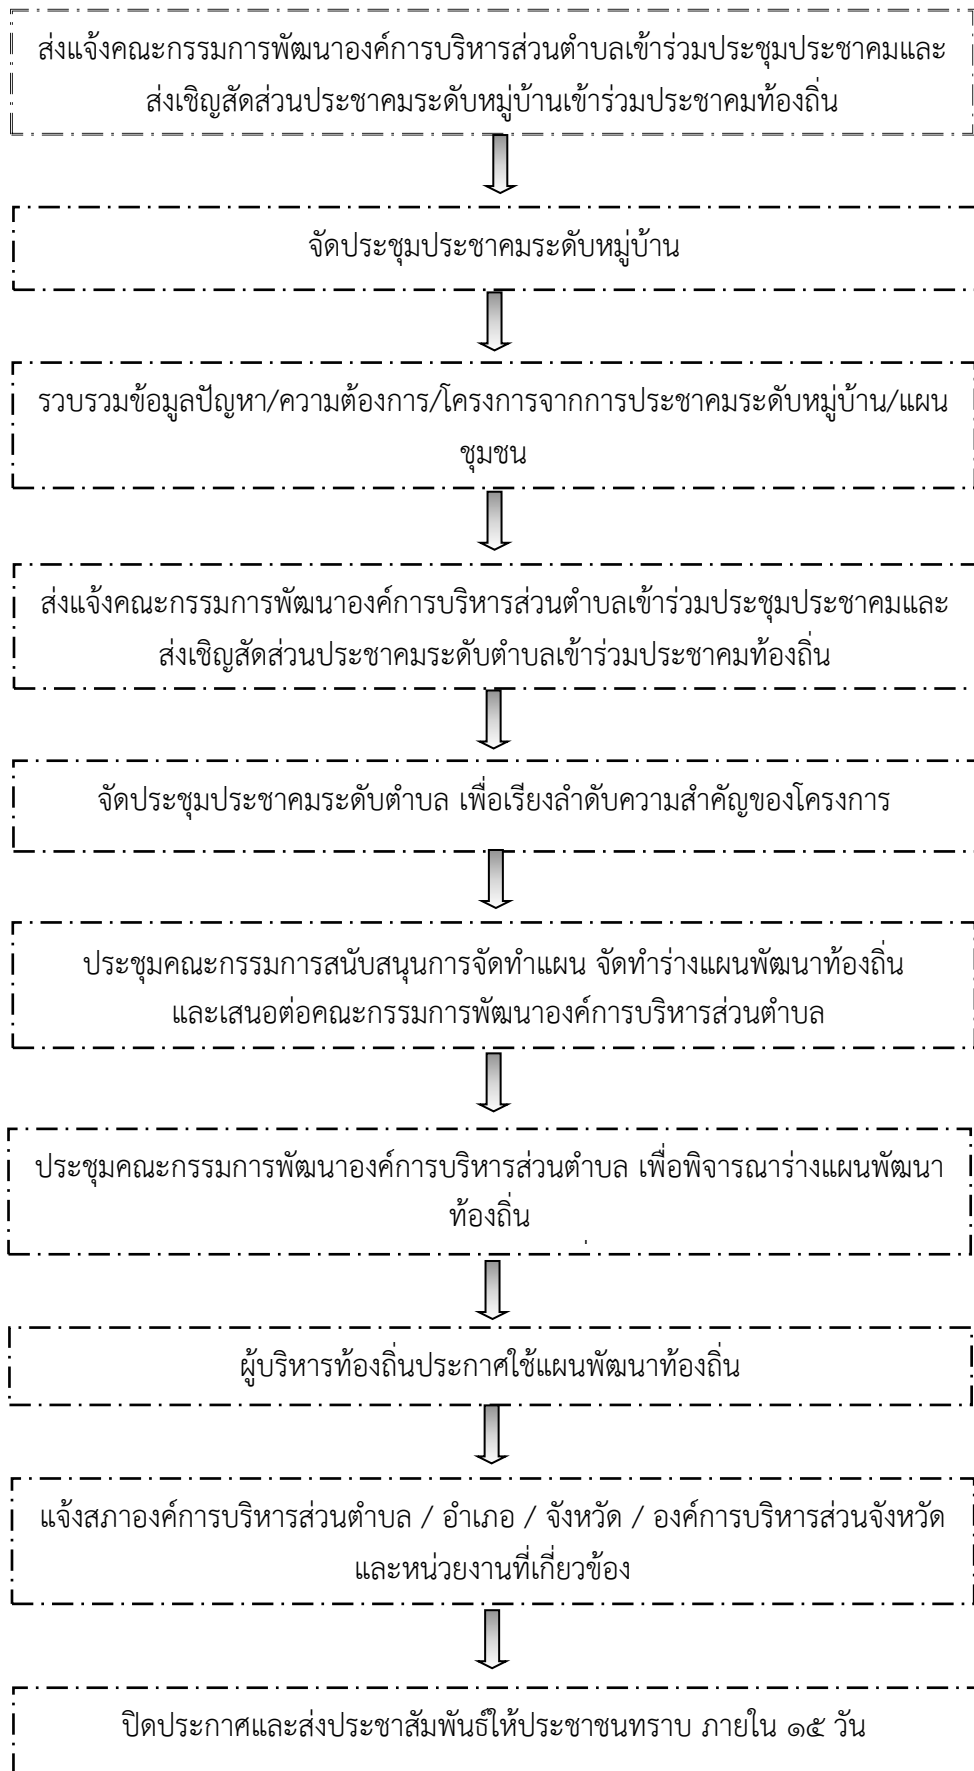 ส่งแจ้งคณะกรรมการพัฒนาองค์การบริหารส่วนตำบลเข้าร่วมประชุมประชาคมและ
ส่งเชิญสัดส่วนประชาคมระดับหมู่บ้านเข้าร่วมประชาคมท้องถิ่น
จัดประชุมประชาคมระดับหมู่บ้าน
รวบรวมข้อมูลปัญหา/ความต้องการ/โครงการจากการประชาคมระดับหมู่บ้าน/แผน
ชุมชน
ส่งแจ้งคณะกรรมการพัฒนาองค์การบริหารส่วนตำบลเข้าร่วมประชุมประชาคมและ
ส่งเชิญสัดส่วนประชาคมระดับตำบลเข้าร่วมประชาคมท้องถิ่น
จัดประชุมประชาคมระดับตำบล เพื่อเรียงลำดับความสำคัญของโครงการ
ประชุมคณะกรรมการสนับสนุนการจัดทำแผน จัดทำร่างแผนพัฒนาท้องถิ่น
และเสนอต่อคณะกรรมการพัฒนาองค์การบริหารส่วนตำบล
ประชุมคณะกรรมการพัฒนาองค์การบริหารส่วนตำบล เพื่อพิจารณาร่างแผนพัฒนา
ท้องถิ่น
ผู้บริหารท้องถิ่นประกาศใช้แผนพัฒนาท้องถิ่น
แจ้งสภาองค์การบริหารส่วนตำบล / อำเภอ / จังหวัด / องค์การบริหารส่วนจังหวัด
และหน่วยงานที่เกี่ยวข้อง
ปิดประกาศและส่งประชาสัมพันธ์ให้ประชาชนทราบ ภายใน ๑๕ วัน